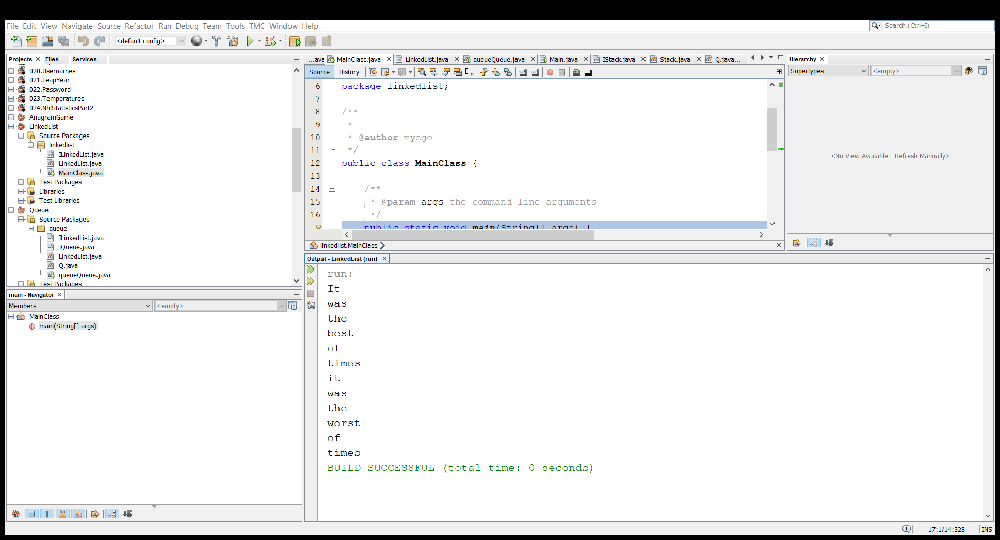 File Edit View Navigate Source Refactor Run Debug Team Tools TMC Window Help
Search (Ctrl+I)
<default config>
Projects Files Services
020.Usernames
021.LeapYear
022.Password
023.Temperatures
024.NhlStatisticsPart2
AnagramGame
LinkedList
Source Packages
linkedlist
ILinkedList.java
LinkedList.java
MainClass.java
Test Packages
Libraries
Test Libraries
Queue
Source Packages
queue
ILinkedList.java
IQueue.java
LinkedList.java
Q.java
queueQueue.java
Test Packages
main - Navigator
Members
<empty>
MainClass
main(String[] args)
...ava MainClass.java LinkedList.java queueQueue.java Main.java IStack.java Stack.java Q.java...
Source History
6 package linkedlist;
7
8 /**
9 *
10 * @author myego
11 */
12 public class MainClass {
13
14 /**
15 * @param args the command line arguments
16 */
public static void main(String[] args) {
linkedlist.MainClass
Hierarchy
Supertypes
<empty>
<No View Available - Refresh Manually>
Output - LinkedList (run)
run:
It
was
the
best
of
times
it
was
the
worst
of
times
BUILD SUCCESSFUL (total time: 0 seconds)
1
17:1/14:328
INS